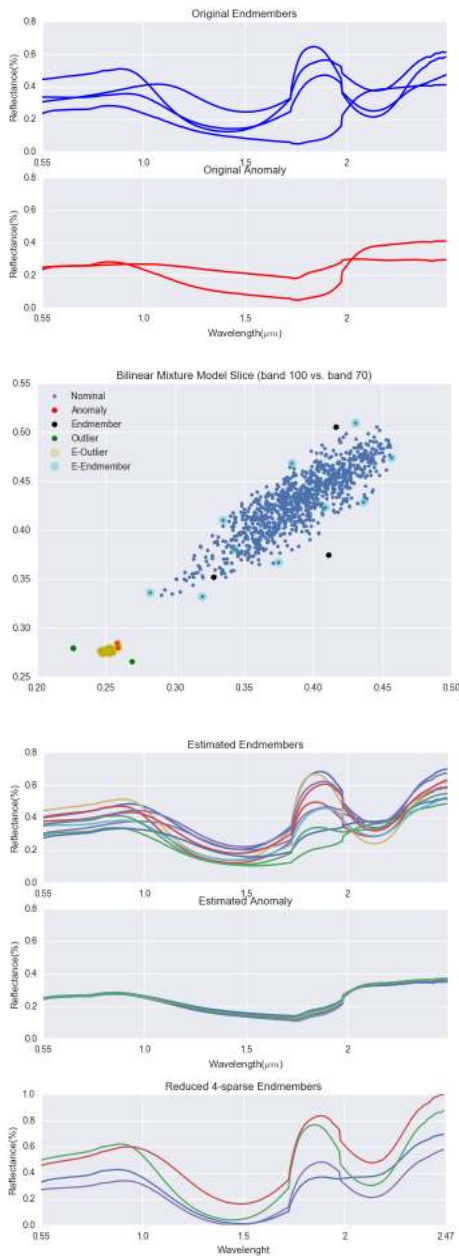 Original Endmembers
0.8
0.6
0.4
0.2
0.0
Reflectance(%)
0.55 1.0 1.5 2
Original Anomaly
0.8
0.6
0.4
0.2
0.0
Reflectance(%)
0.55 1.0 1.5 2
Wavelength(μm)
Bilinear Mixture Model Slice (band 100 vs. band 70)
0.55
0.50
0.45
0.40
0.35
0.30
0.25
Nominal
Anomaly
Endmember
Outlier
E-Outlier
E-Endmember
0.20 0.25 0.30 0.35 0.40 0.45 0.50
Estimated Endmembers
0.8
0.6
0.4
0.2
0.0
Reflectance(%)
0.55 1.0 1.5 2
Estimated Anomaly
0.8
0.6
0.4
0.2
0.0
Reflectance(%)
0.55 1.0 1.5 2
Wavelength(μm)
Reduced 4-sparse Endmembers
1.0
0.8
0.6
0.4
0.2
0.0
Reflectance(%)
0.55 1.0 1.5 2 2.47
Wavelenght